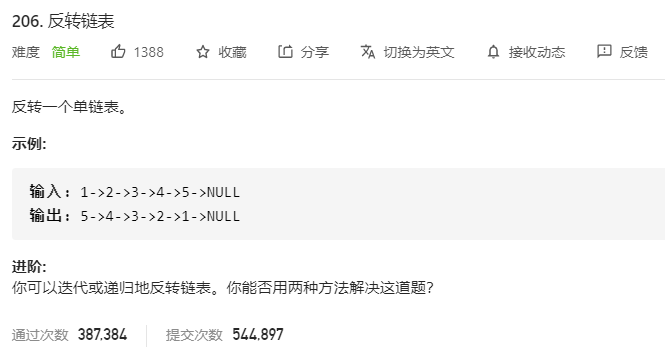 206. 反转链表
难度 简单 1388 收藏 分享 切换为英文 接收动态 反馈
反转一个单链表。
示例:
输入: 1->2->3->4->5->NULL
输出: 5->4->3->2->1->NULL
进阶:
你可以迭代或递归地反转链表。你能否用两种方法解决这道题？
通过次数 387,384 提交次数 544,897